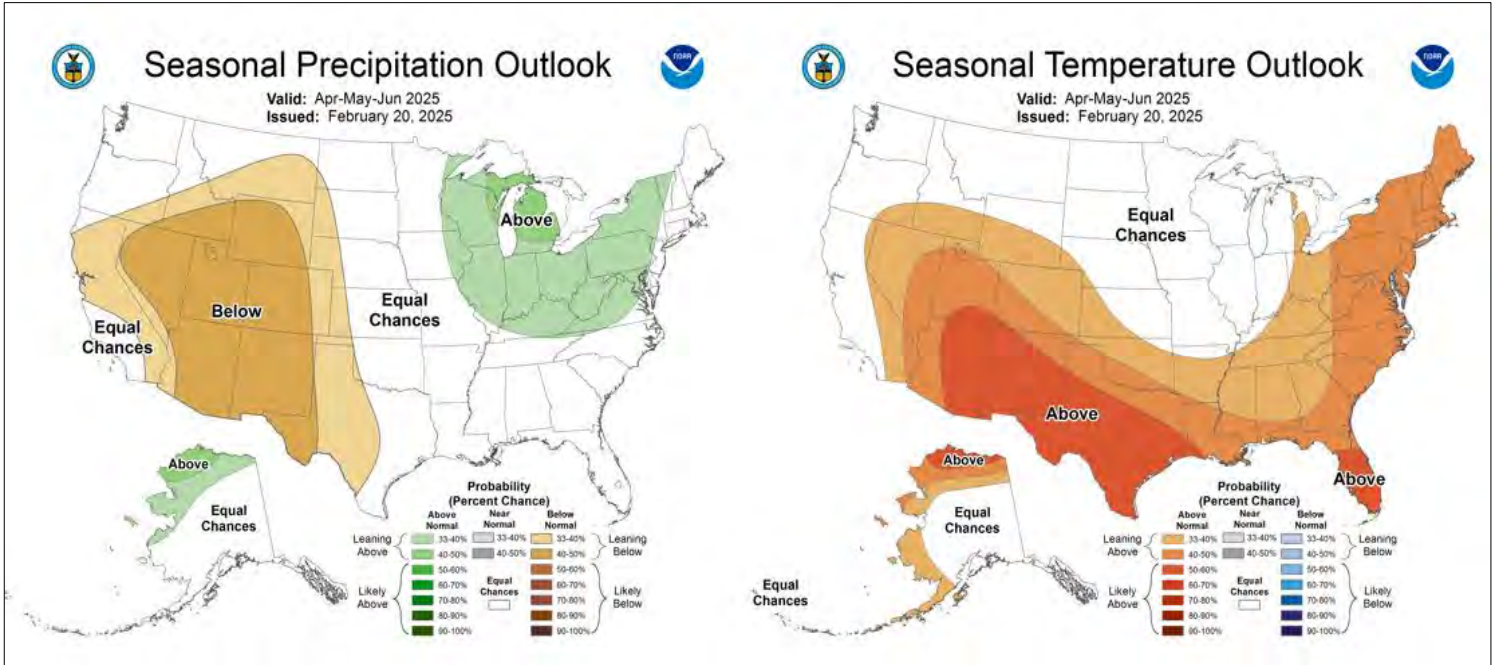 Seasonal Precipitation Outlook
NOAA
Valid: Apr-May-Jun 2025
Issued: February 20, 2025
Above
Below
Equal
Chances
Equal
Chances
Above
Equal
Chances
Probability
(Percent Chance)
Above
Normal
Near
Normal
Below
Normal
Leaning
Above
33-40%
33-40%
33-40%
Leaning
Below
40-50%
40-50%
40-50%
Likely
Above
50-60%
50-60%
Likely
Below
60-70%
60-70%
70-80%
Equal
Chances
70-80%
80-90%
80-90%
90-100%
90-100%
Seasonal Temperature Outlook
NOAA
Valid: Apr-May-Jun 2025
Issued: February 20, 2025
Equal
Chances
Above
Above
Above
Equal
Chances
Equal
Chances
Probability
(Percent Chance)
Above
Normal
Near
Normal
Below
Normal
Leaning
Above
33-40%
33-40%
33-40%
Leaning
Below
40-50%
40-50%
40-50%
Likely
Above
50-60%
50-60%
Likely
Below
60-70%
60-70%
70-80%
Equal
Chances
70-80%
80-90%
80-90%
90-100%
90-100%